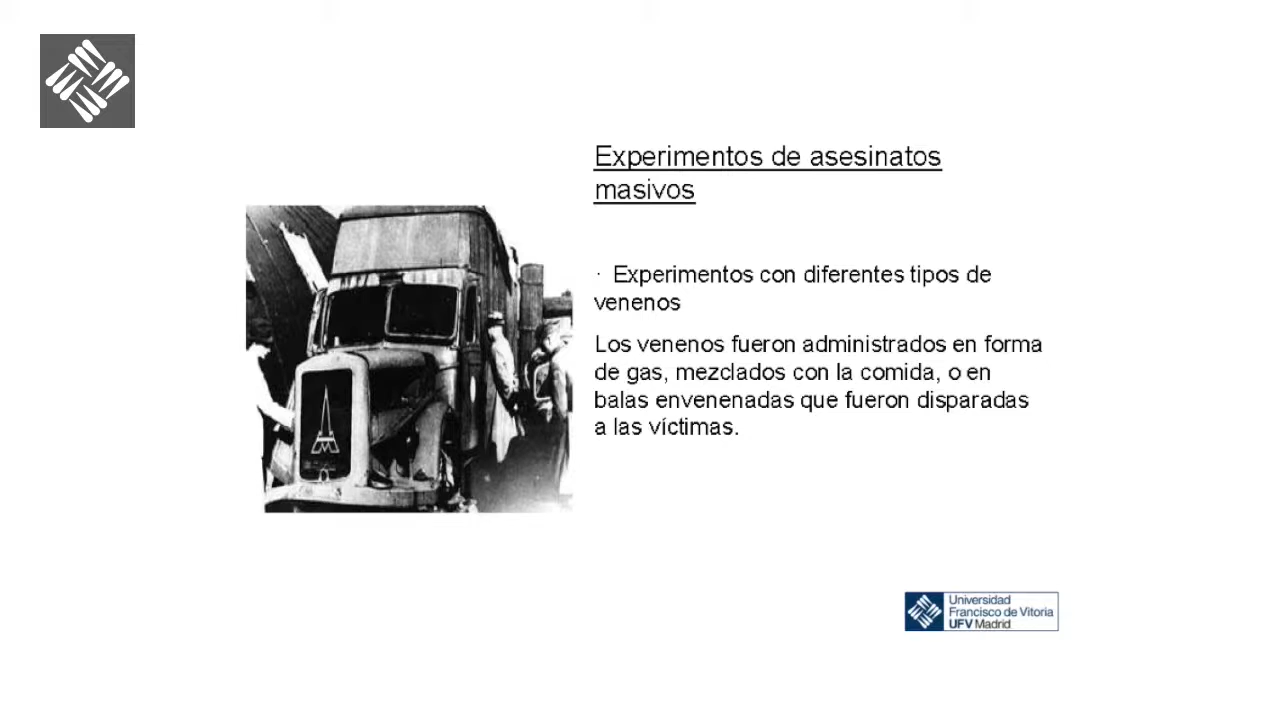 Experimentos de asesinatos
masivos
· Experimentos con diferentes tipos de
venenos
Los venenos fueron administrados en forma
de gas, mezclados con la comida, o en
balas envenenadas que fueron disparadas
a las víctimas.
Universidad
Francisco de Vitoria
UFV Madrid